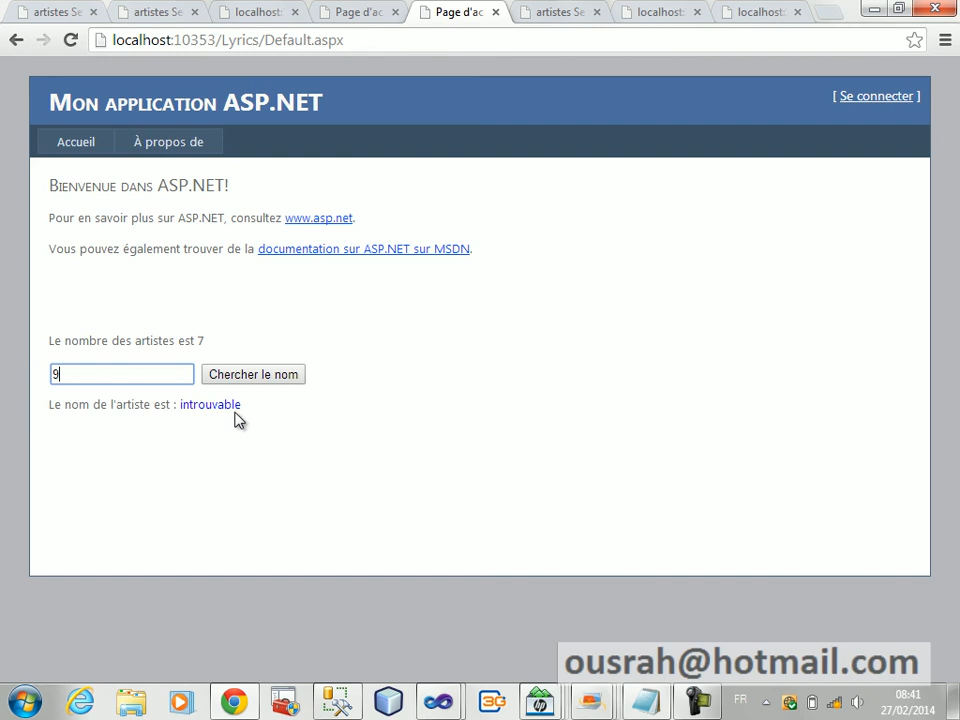 artistes Se
artistes Se
localhost:
Page d'ac
Page d'ac
artistes Se
localhost:
localhost:
localhost:10353/Lyrics/Default.aspx
Mon application ASP.NET
[ Se connecter ]
Accueil
À propos de
Bienvenue dans ASP.NET!
Pour en savoir plus sur ASP.NET, consultez www.asp.net.
Vous pouvez également trouver de la documentation sur ASP.NET sur MSDN.
Le nombre des artistes est 7
9
Chercher le nom
Le nom de l'artiste est : introuvable
ousrah@hotmail.com
3G
hp
FR
08:41
27/02/2014